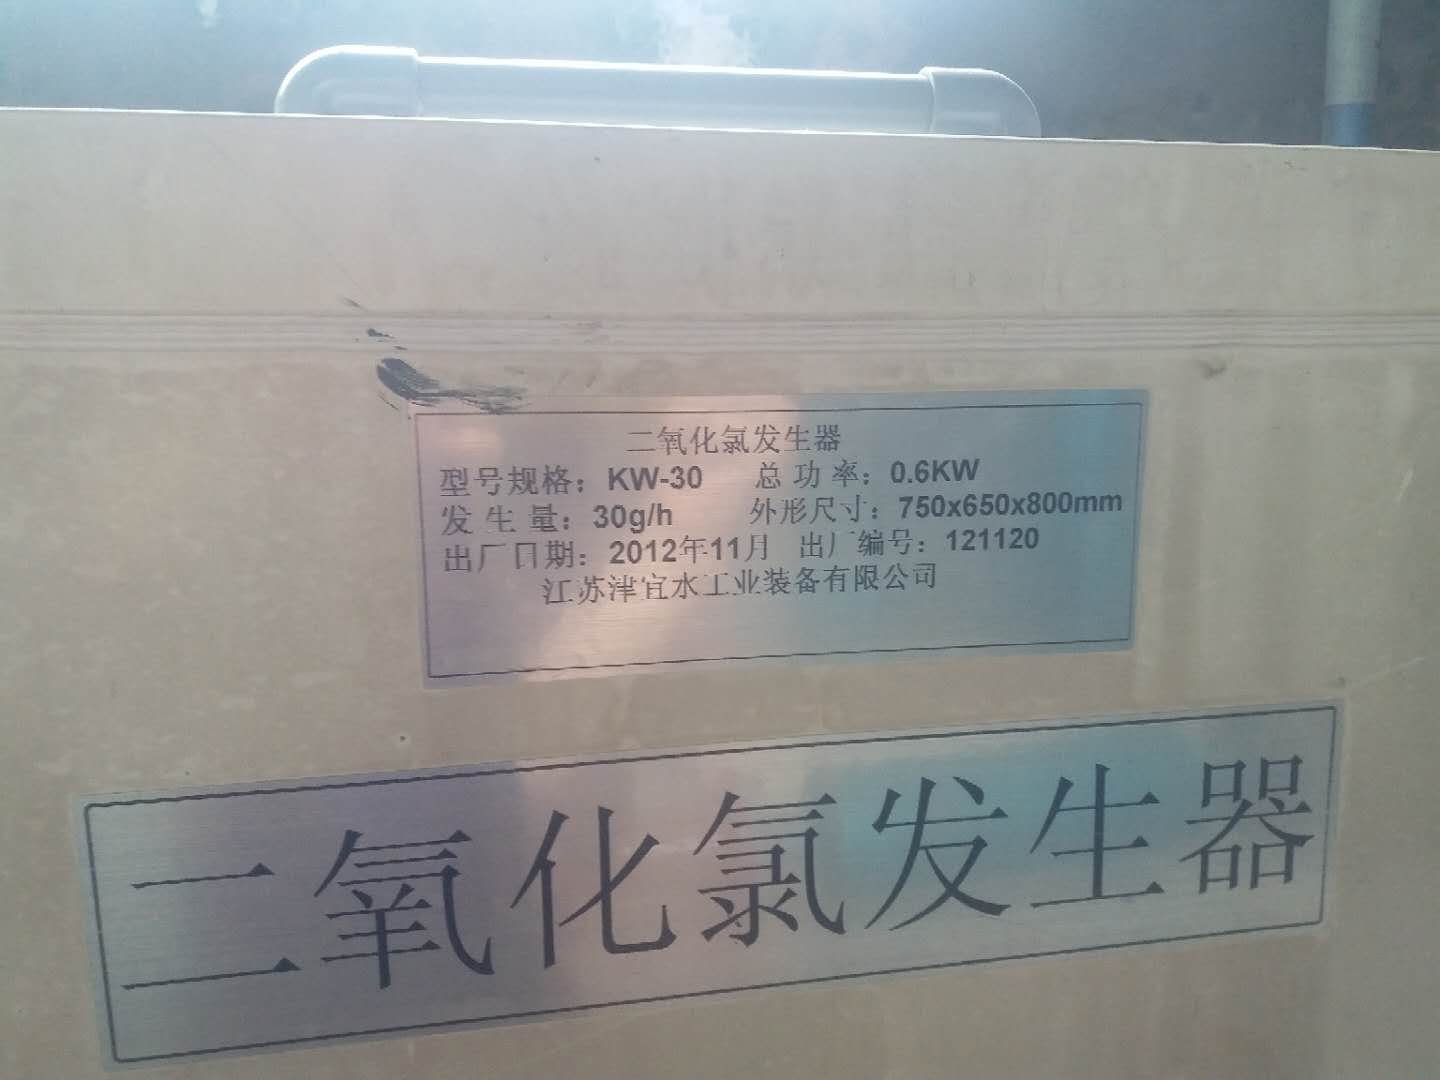 二氧化氯发生器
型号规格：KW-30 总功率：0.6KW
发生量：30g/h 外形尺寸：750x650x800mm
出厂日期：2012年11月 出厂编号：121120
江苏津宜水工业装备有限公司
二氧化氯发生器